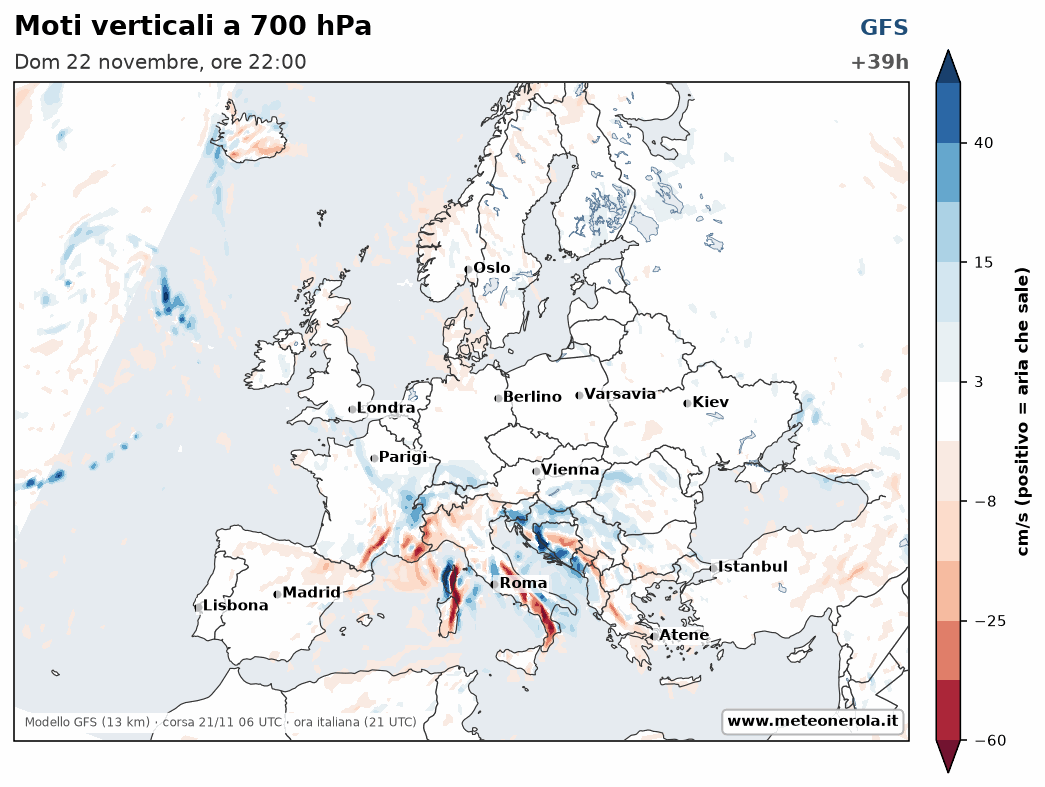 Moti verticali a 700 hPa
GFS
Dom 22 novembre, ore 22:00
+39h
40
15
3
−8
−25
−60
cm/s (positivo = aria che sale)
Oslo
Berlino
Varsavia
Kiev
Londra
Parigi
Vienna
Istanbul
Roma
Madrid
Lisbona
Atene
Modello GFS (13 km) · corsa 21/11 06 UTC · ora italiana (21 UTC)
www.meteonerola.it